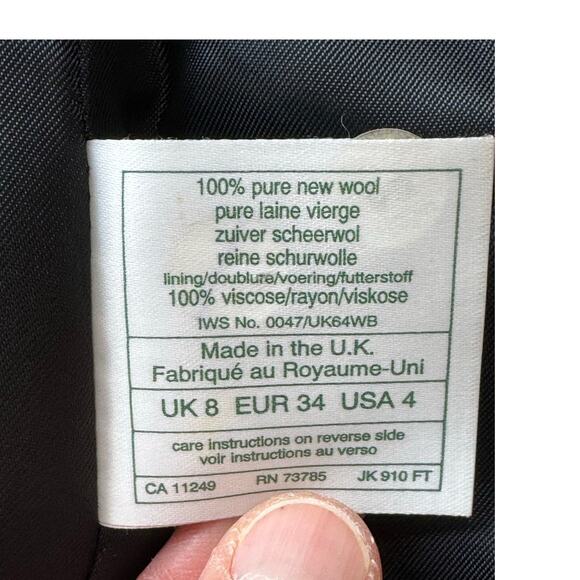 100% pure new wool
pure laine vierge
zuiver scheerwol
reine schurwolle
lining/doublure/voering/futterstoff
100% viscose/rayon/viskose
IWS No. 0047/UK64WB
Made in the U.K.
Fabriqué au Royaume-Uni
UK 8 EUR 34 USA 4
care instructions on reverse side
voir instructions au verso
CA 11249 RN 73785 JK 910 FT